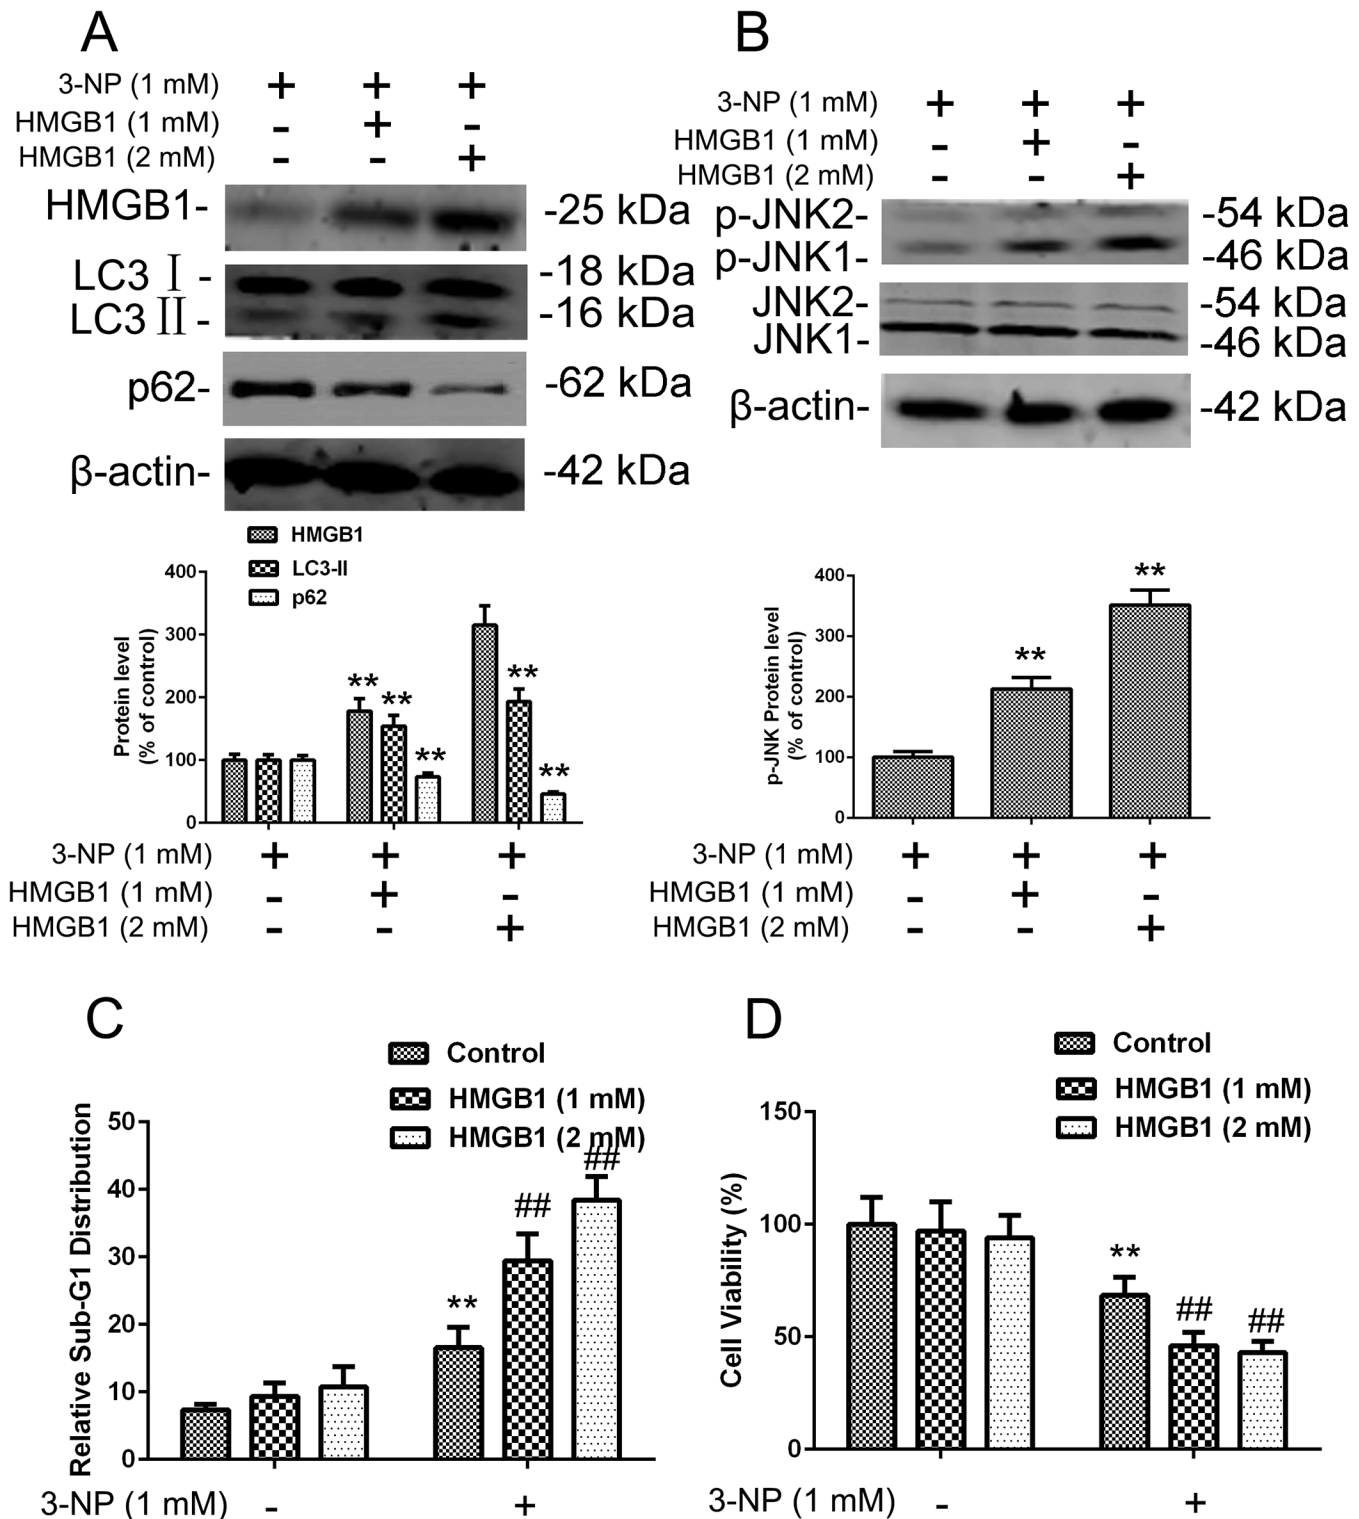 A
3-NP (1 mM) + + +
HMGB1 (1 mM) - + -
HMGB1 (2 mM) - - +
HMGB1- -25 kDa
LC3 Ⅰ - -18 kDa
LC3 Ⅱ - -16 kDa
p62- -62 kDa
β-actin- -42 kDa
HMGB1
LC3-II
p62
Protein level
(% of control)
400
300
200
100
0
** ** ** ** **
3-NP (1 mM) + + +
HMGB1 (1 mM) - + -
HMGB1 (2 mM) - - +
B
3-NP (1 mM) + + +
HMGB1 (1 mM) - + -
HMGB1 (2 mM) - - +
p-JNK2- -54 kDa
p-JNK1- -46 kDa
JNK2- -54 kDa
JNK1- -46 kDa
β-actin- -42 kDa
p-JNK Protein level
(% of control)
400
300
200
100
0
** **
3-NP (1 mM) + + +
HMGB1 (1 mM) - + -
HMGB1 (2 mM) - - +
C
Control
HMGB1 (1 mM)
HMGB1 (2 mM)
Relative Sub-G1 Distribution
50
40
30
20
10
0
** ## ##
3-NP (1 mM) - +
D
Control
HMGB1 (1 mM)
HMGB1 (2 mM)
Cell Viability (%)
150
100
50
0
** ## ##
3-NP (1 mM) - +